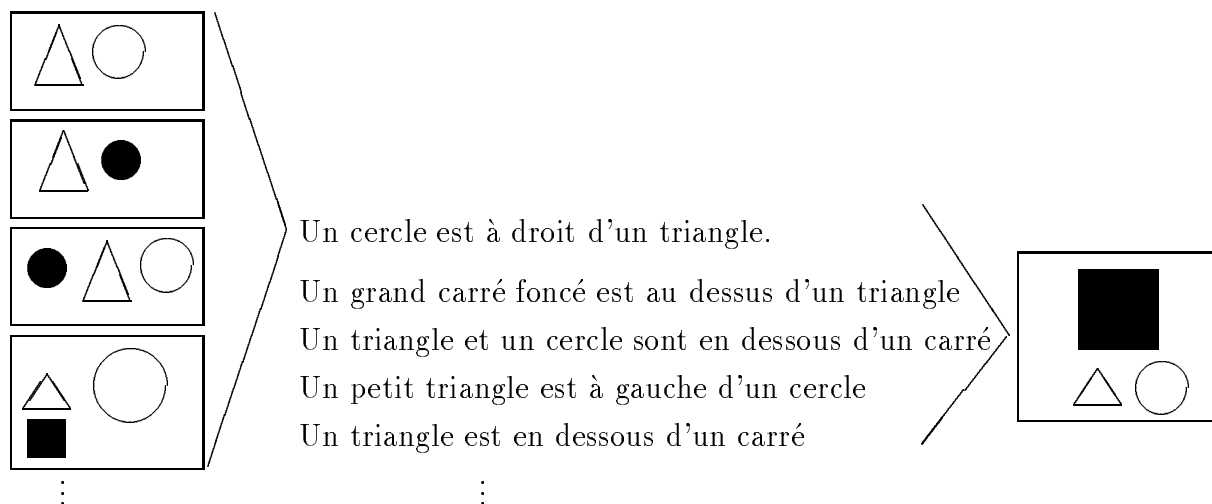 Un cercle est à droit d'un triangle.
Un grand carré foncé est au dessus d'un triangle
Un triangle et un cercle sont en dessous d'un carré
Un petit triangle est à gauche d'un cercle
Un triangle est en dessous d'un carré